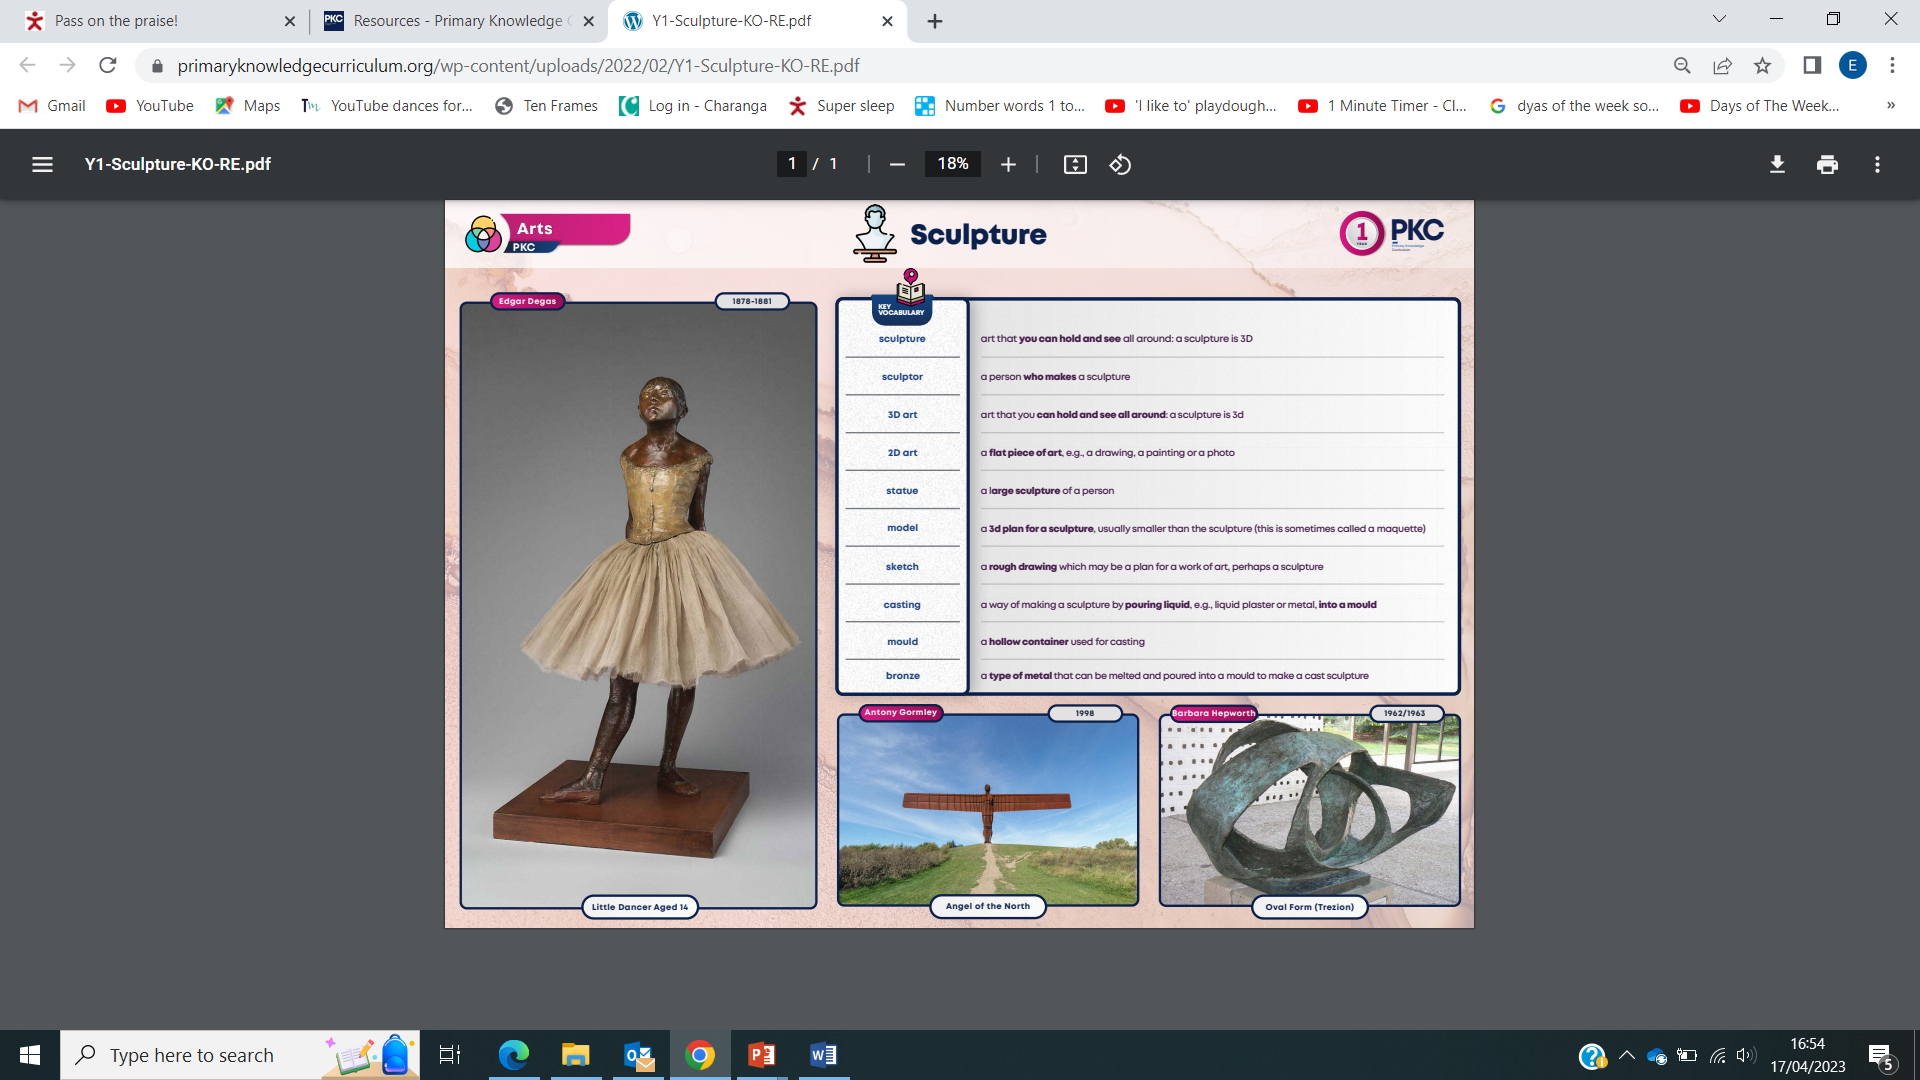 Pass on the praise!
Resources - Primary Knowledge
Y1-Sculpture-KO-RE.pdf
primaryknowledgecurriculum.org/wp-content/uploads/2022/02/Y1-Sculpture-KO-RE.pdf
E
Gmail
YouTube
Maps
YouTube dances for...
Ten Frames
Log in - Charanga
Super sleep
Number words 1 to...
'I like to' playdough...
1 Minute Timer - Cl...
dyas of the week so...
Days of The Week...
»
Y1-Sculpture-KO-RE.pdf
1 / 1
18%
Arts
PKC
Sculpture
1
YEAR
PKC
Primary Knowledge
Curriculum
Edgar Degas
1878-1881
Little Dancer Aged 14
KEY
VOCABULARY
sculpture art that you can hold and see all around: a sculpture is 3D
sculptor a person who makes a sculpture
3D art art that you can hold and see all around: a sculpture is 3d
2D art a flat piece of art, e.g., a drawing, a painting or a photo
statue a large sculpture of a person
model a 3d plan for a sculpture, usually smaller than the sculpture (this is sometimes called a maquette)
sketch a rough drawing which may be a plan for a work of art, perhaps a sculpture
casting a way of making a sculpture by pouring liquid, e.g., liquid plaster or metal, into a mould
mould a hollow container used for casting
bronze a type of metal that can be melted and poured into a mould to make a cast sculpture
Antony Gormley
1998
Angel of the North
Barbara Hepworth
1962/1963
Oval Form (Trezion)
Type here to search
16:54
17/04/2023
5